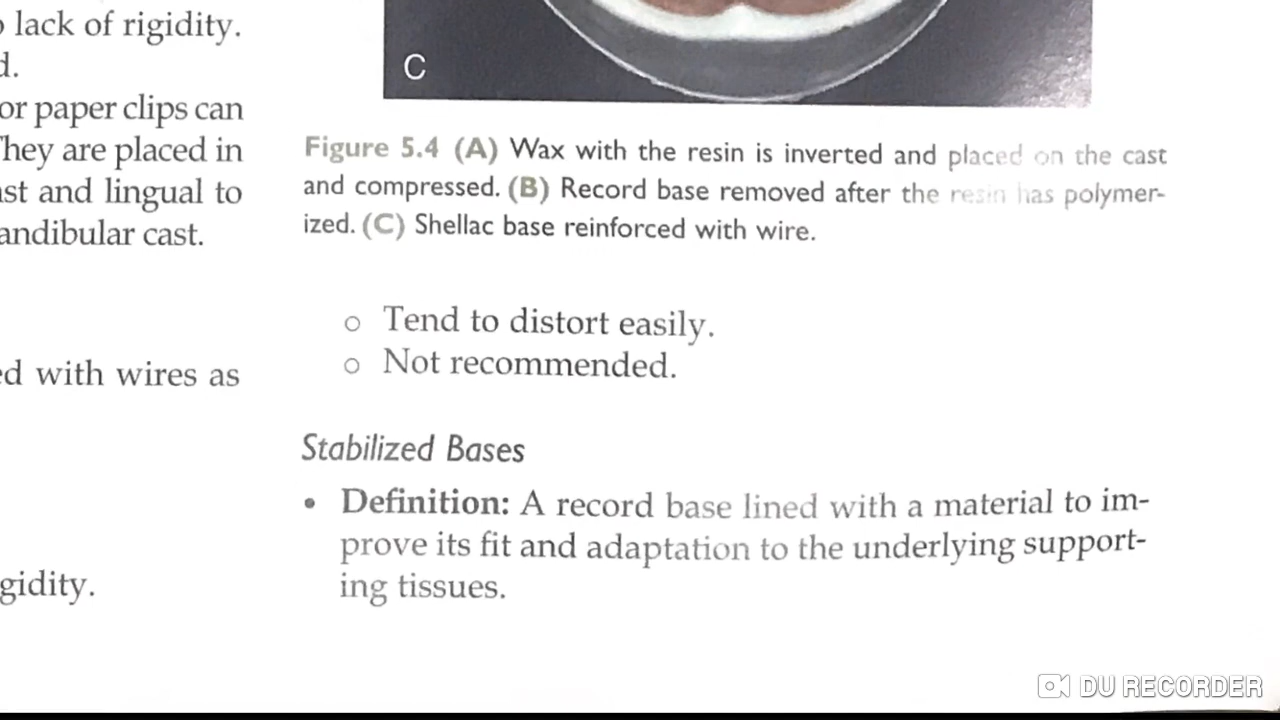 lack of rigidity.
d.
or paper clips can
They are placed in
ast and lingual to
andibular cast.
ed with wires as
gidity.
C
Figure 5.4 (A) Wax with the resin is inverted and placed on the cast
and compressed. (B) Record base removed after the resin has polymer-
ized. (C) Shellac base reinforced with wire.
○ Tend to distort easily.
○ Not recommended.
Stabilized Bases
• Definition: A record base lined with a material to im-
prove its fit and adaptation to the underlying support-
ing tissues.
DU RECORDER